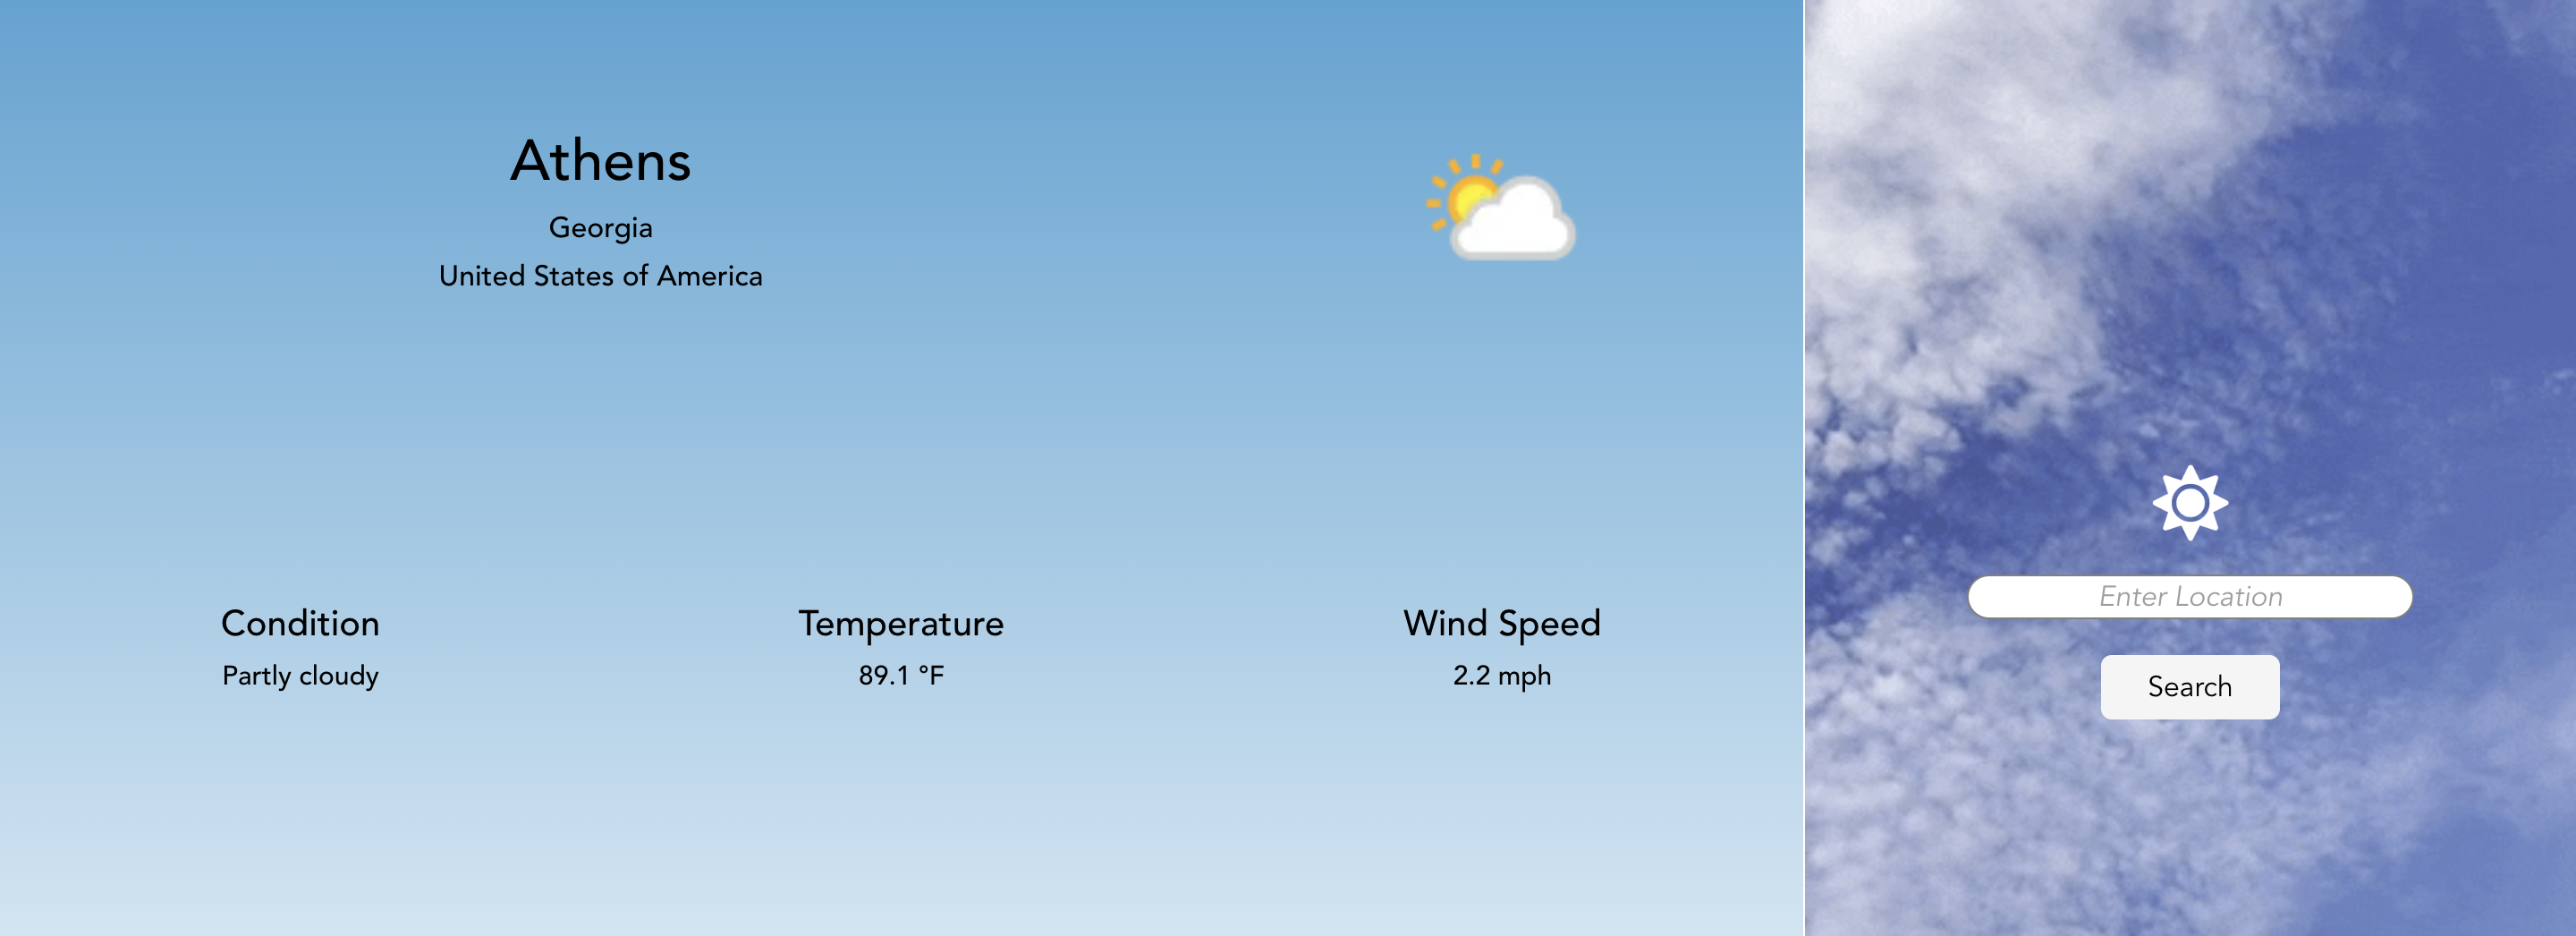 Athens
Georgia
United States of America
Condition
Partly cloudy
Temperature
89.1 °F
Wind Speed
2.2 mph
Enter Location
Search